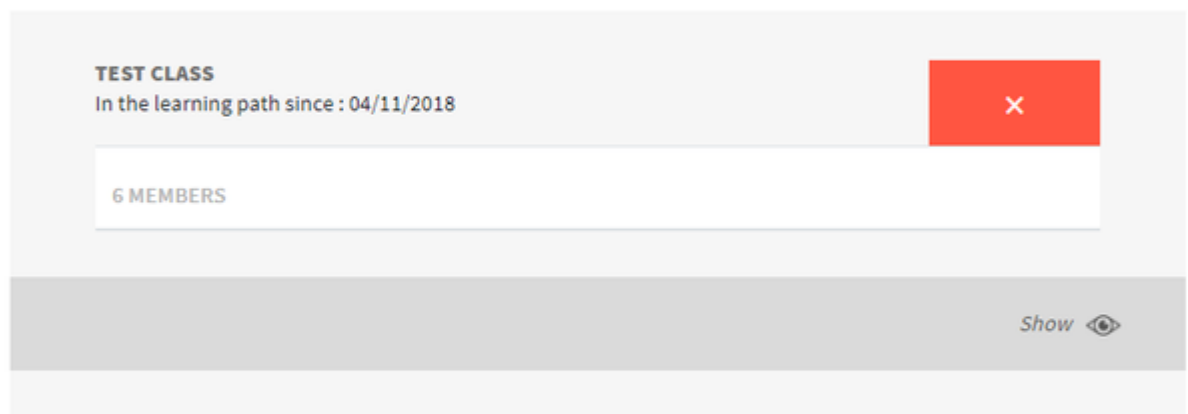 TEST CLASS
In the learning path since : 04/11/2018
×
6 MEMBERS
Show